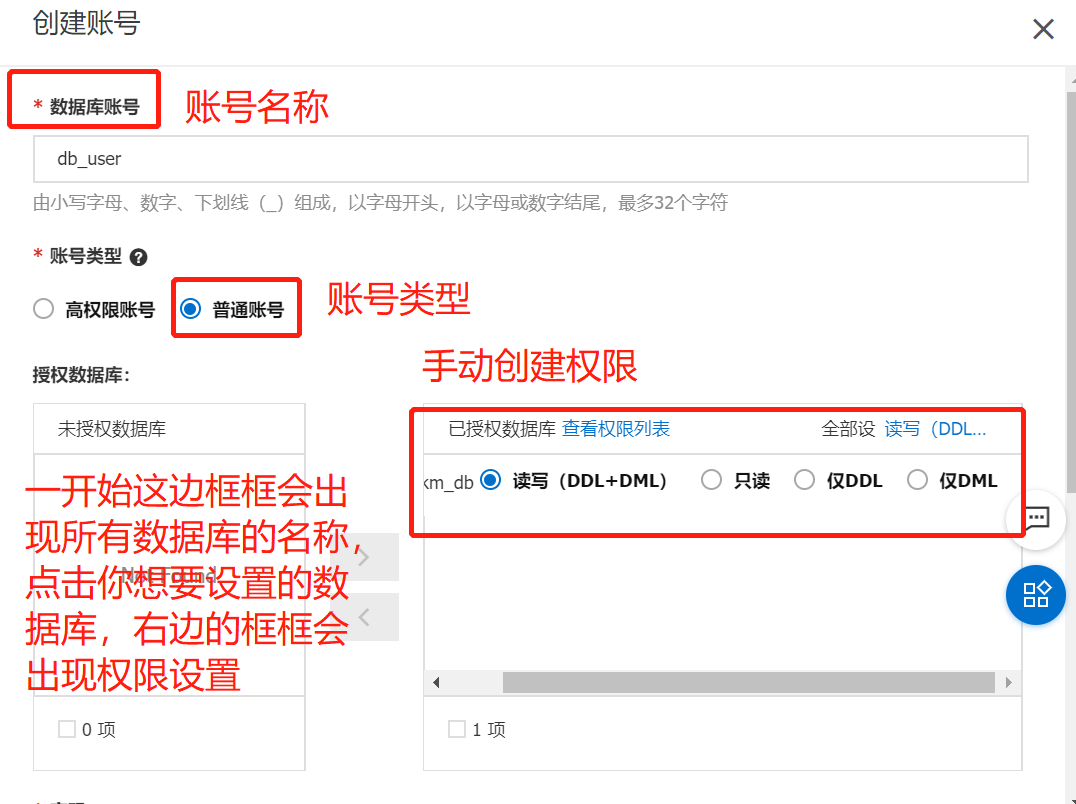 创建账号
* 数据库账号
账号名称
db_user
由小写字母、数字、下划线（_）组成，以字母开头，以字母或数字结尾，最多32个字符
* 账号类型 ?
高权限账号
普通账号
账号类型
手动创建权限
授权数据库：
未授权数据库
已授权数据库 查看权限列表
全部设 读写（DDL...
km_db 读写（DDL+DML） 只读 仅DDL 仅DML
一开始这边框框会出
现所有数据库的名称，
点击你想要设置的数
据库，右边的框框会
出现权限设置
Not Found
0 项
1 项